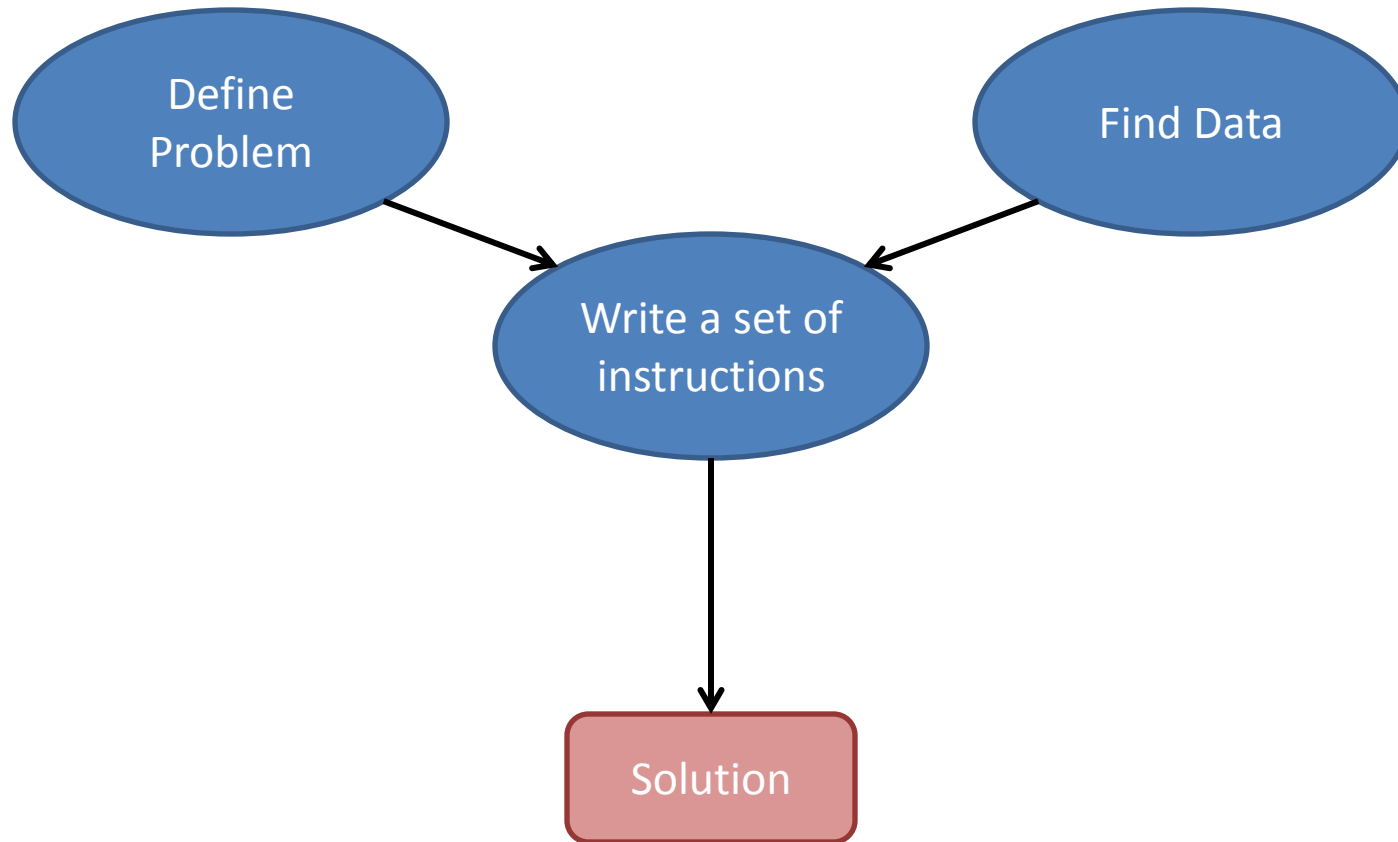 Define
Problem
Find Data
Write a set of
instructions
Solution